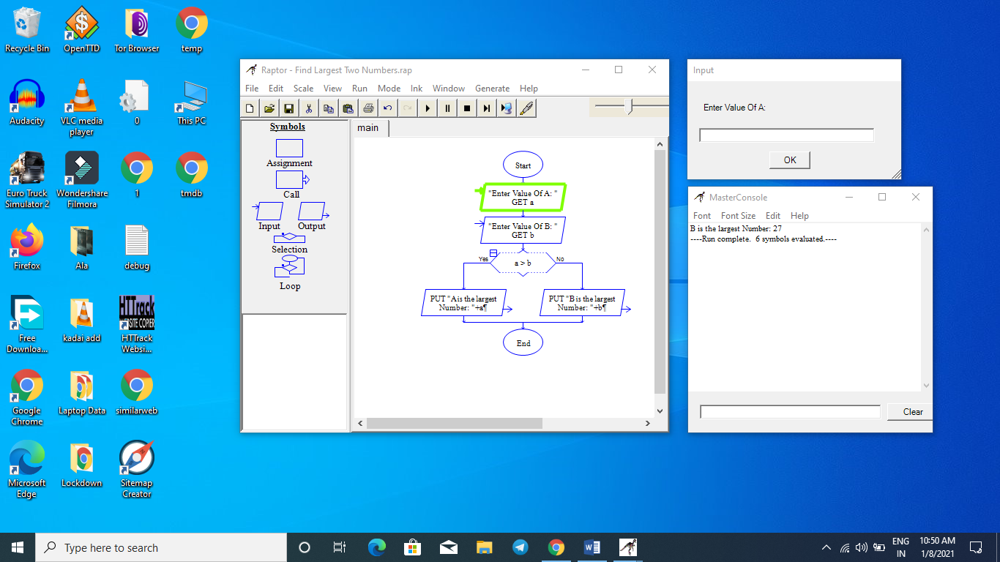 Recycle Bin
OpenTTD
Tor Browser
temp
Audacity
VLC media
player
0
This PC
Euro Truck
Simulator 2
Wondershare
Filmora
1
tmdb
Firefox
Ala
debug
Free
Downloa...
kadai add
HTTrack
WEBSITE COPIER
HTTrack
Websi...
Google
Chrome
Laptop Data
similarweb
Microsoft
Edge
Lockdown
Sitemap
Creator
Raptor - Find Largest Two Numbers.rap
File Edit Scale View Run Mode Ink Window Generate Help
Symbols
Assignment
Call
Input Output
Selection
Loop
main
Start
"Enter Value Of A: "
GET a
"Enter Value Of B: "
GET b
Yes a > b No
PUT "A is the largest
Number: "+a¶
PUT "B is the largest
Number: "+b¶
End
Input
Enter Value Of A:
OK
MasterConsole
Font Font Size Edit Help
B is the largest Number: 27
----Run complete. 6 symbols evaluated.----
Clear
Type here to search
ENG
IN
10:50 AM
1/8/2021